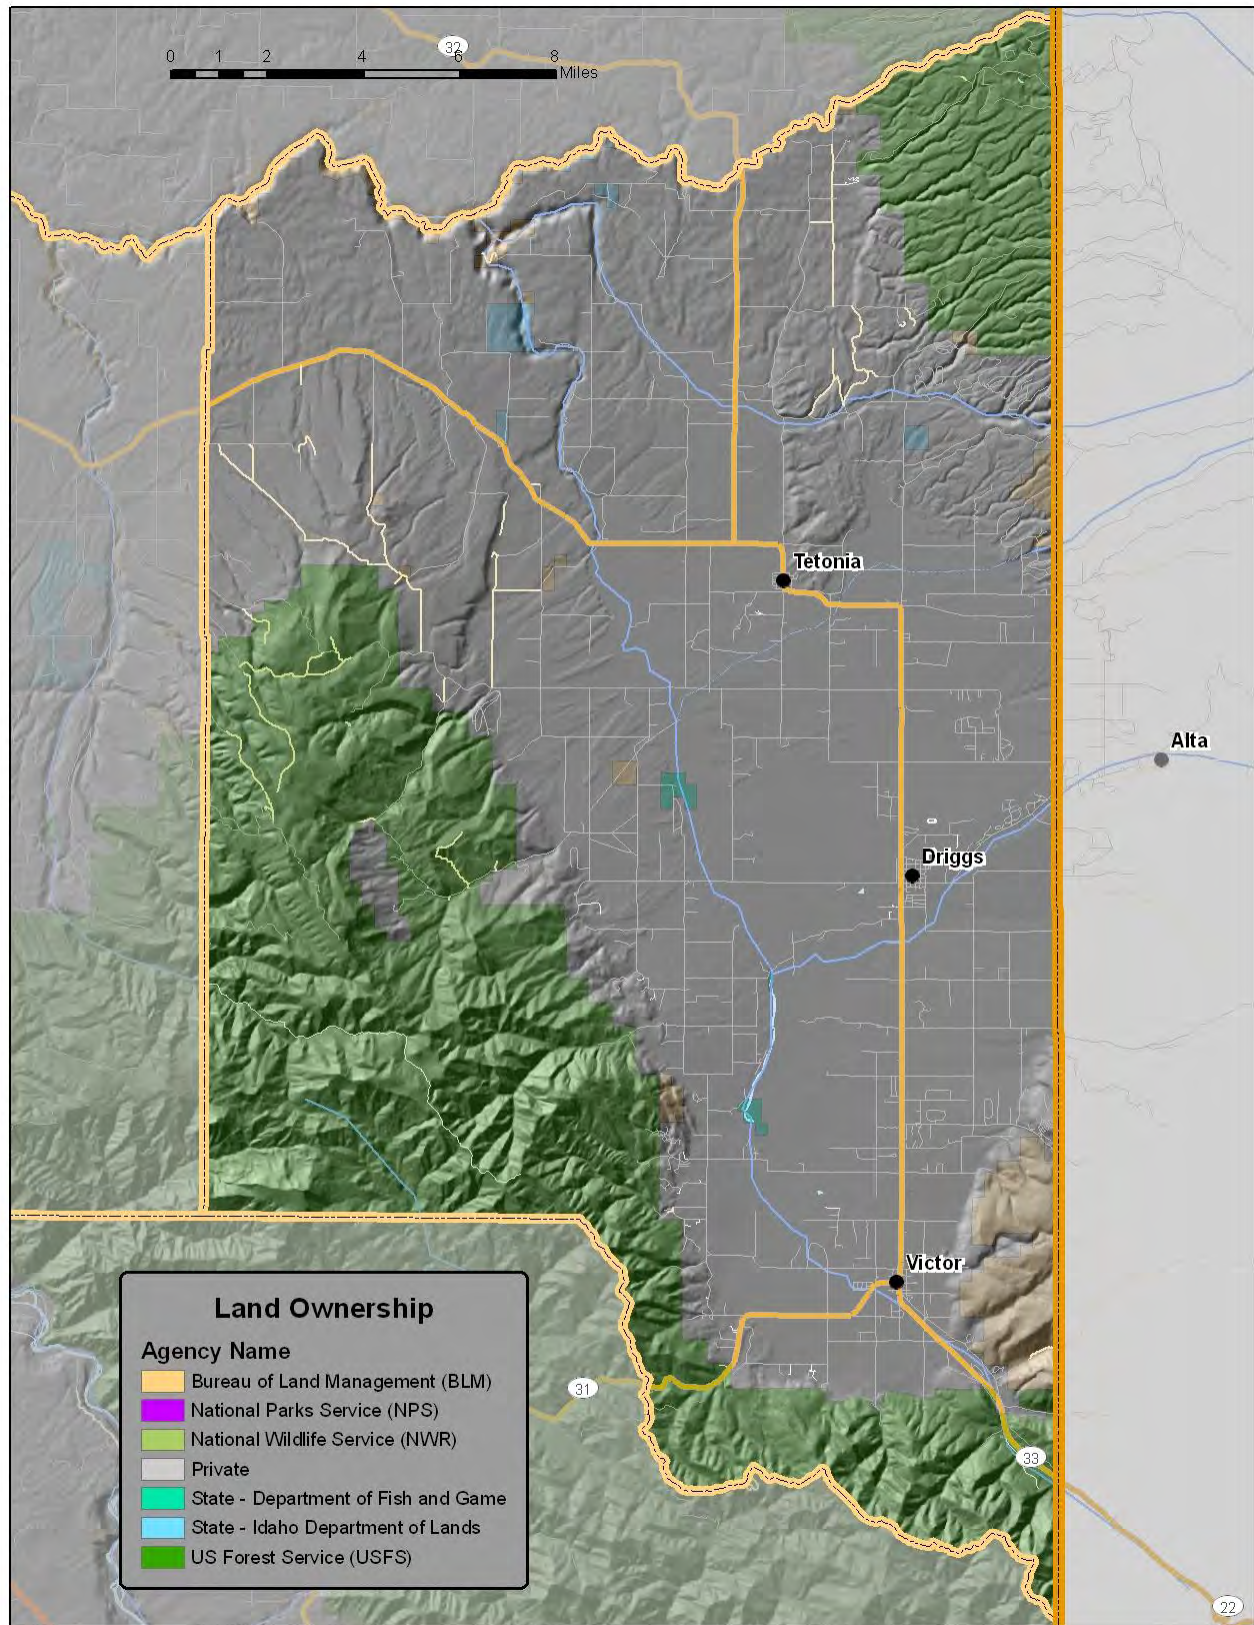 32
0 1 2 4 6 8
Miles
Tetonia
Alta
Driggs
Victor
Land Ownership
Agency Name
Bureau of Land Management (BLM)
National Parks Service (NPS)
National Wildlife Service (NWR)
Private
State - Department of Fish and Game
State - Idaho Department of Lands
US Forest Service (USFS)
31
33
22